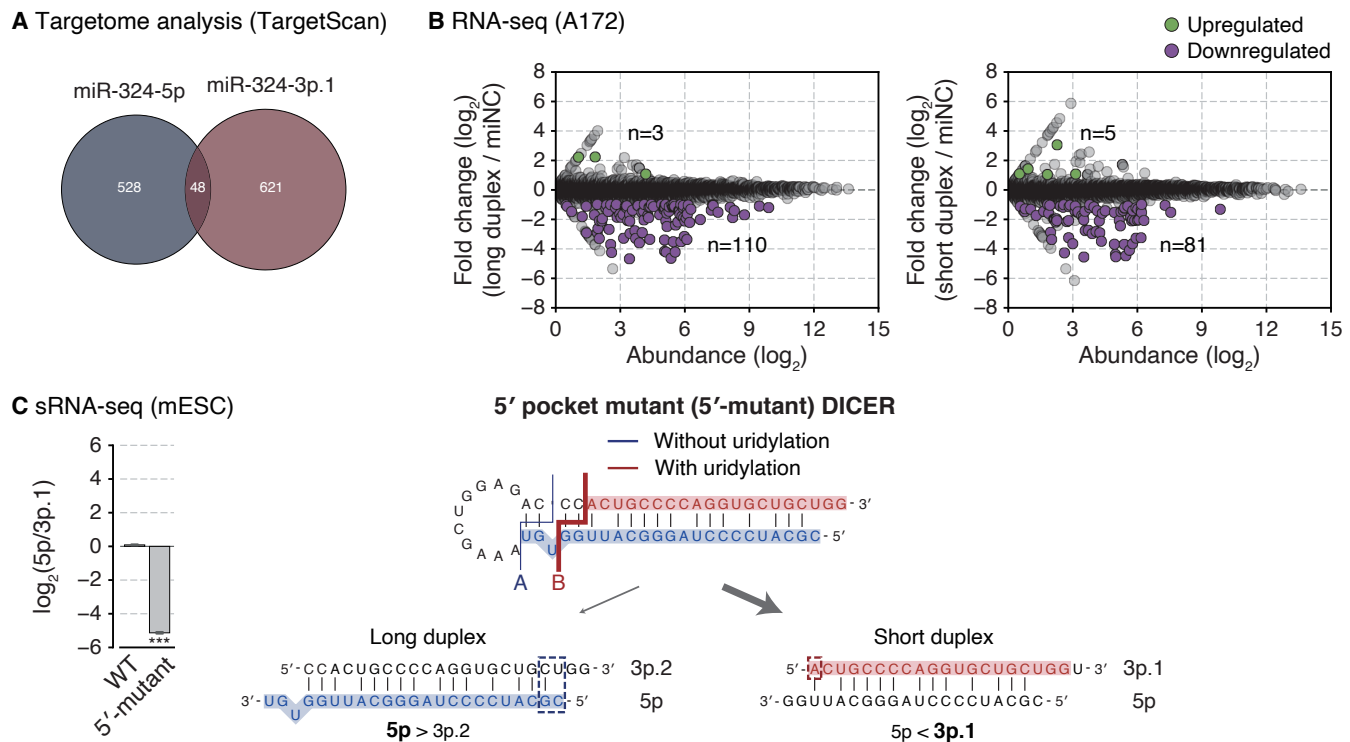 A Targetome analysis (TargetScan)
miR-324-5p
miR-324-3p.1
528
48
621
B RNA-seq (A172)
Upregulated
Downregulated
Fold change (log2)
(long duplex / miNC)
8
6
4
2
0
−2
−4
−6
−8
n=3
n=110
0 3 6 9 12 15
Abundance (log2)
Fold change (log2)
(short duplex / miNC)
8
6
4
2
0
−2
−4
−6
−8
n=5
n=81
0 3 6 9 12 15
Abundance (log2)
C sRNA-seq (mESC)
log2(5p/3p.1)
6
4
2
0
−2
−4
−6
***
WT
5′-mutant
5′ pocket mutant (5′-mutant) DICER
Without uridylation
With uridylation
GAG
G
U
C
G
AAA
AC CCACUGCCCCAGGUGCUGCUGG - 3′
UGUGGUUACGGGAUCCCCUACGC - 5′
A B
Long duplex
5′-CCACUGCCCCAGGUGCUGCUGG-3′ 3p.2
3′-UGUGGUUACGGGAUCCCCUACGC-5′ 5p
5p > 3p.2
Short duplex
5′-ACUGCCCCAGGUGCUGCUGGU-3′ 3p.1
3′-GGUUACGGGAUCCCCUACGC-5′ 5p
5p < 3p.1